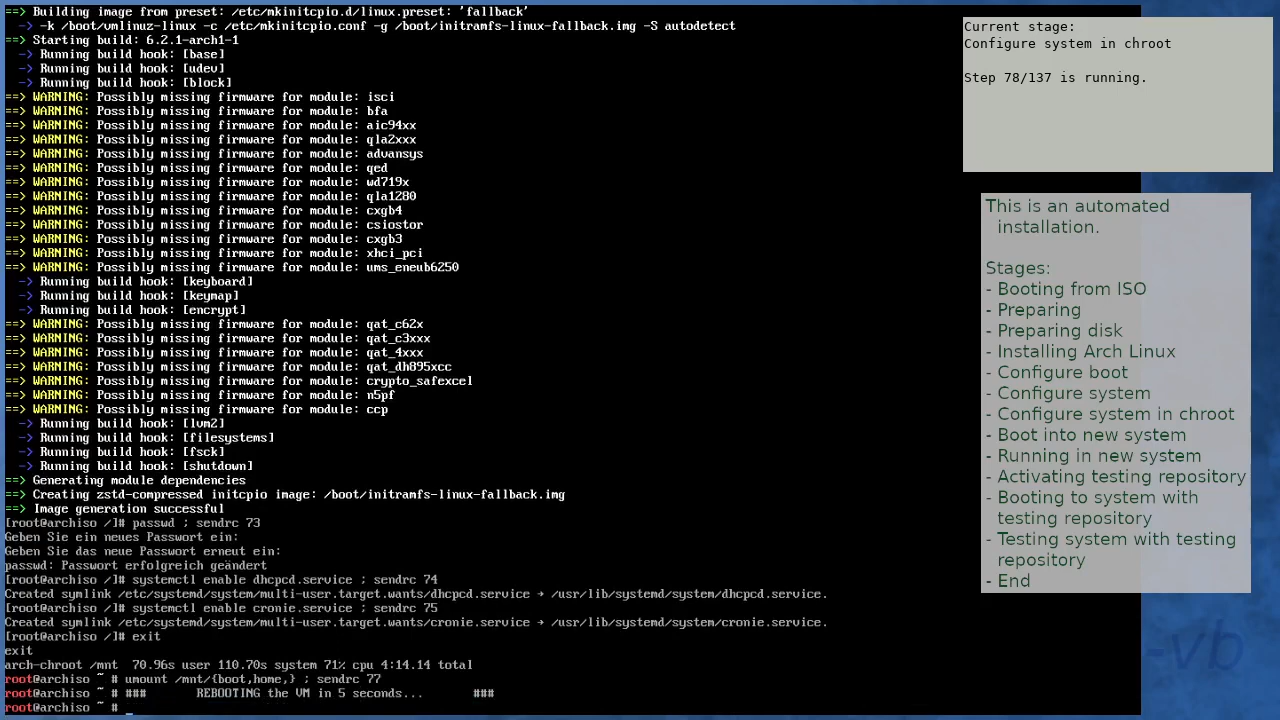 ==> Building image from preset: /etc/mkinitcpio.d/linux.preset: 'fallback'
  -> -k /boot/vmlinuz-linux -c /etc/mkinitcpio.conf -g /boot/initramfs-linux-fallback.img -S autodetect
==> Starting build: 6.2.1-arch1-1
  -> Running build hook: [base]
  -> Running build hook: [udev]
  -> Running build hook: [block]
==> WARNING: Possibly missing firmware for module: isci
==> WARNING: Possibly missing firmware for module: bfa
==> WARNING: Possibly missing firmware for module: aic94xx
==> WARNING: Possibly missing firmware for module: qla2xxx
==> WARNING: Possibly missing firmware for module: advansys
==> WARNING: Possibly missing firmware for module: qed
==> WARNING: Possibly missing firmware for module: wd719x
==> WARNING: Possibly missing firmware for module: qla1280
==> WARNING: Possibly missing firmware for module: cxgb4
==> WARNING: Possibly missing firmware for module: csiostor
==> WARNING: Possibly missing firmware for module: cxgb3
==> WARNING: Possibly missing firmware for module: xhci_pci
==> WARNING: Possibly missing firmware for module: ums_eneub6250
  -> Running build hook: [keyboard]
  -> Running build hook: [keymap]
  -> Running build hook: [encrypt]
==> WARNING: Possibly missing firmware for module: qat_c62x
==> WARNING: Possibly missing firmware for module: qat_c3xxx
==> WARNING: Possibly missing firmware for module: qat_4xxx
==> WARNING: Possibly missing firmware for module: qat_dh895xcc
==> WARNING: Possibly missing firmware for module: crypto_safexcel
==> WARNING: Possibly missing firmware for module: n5pf
==> WARNING: Possibly missing firmware for module: ccp
  -> Running build hook: [lvm2]
  -> Running build hook: [filesystems]
  -> Running build hook: [fsck]
  -> Running build hook: [shutdown]
==> Generating module dependencies
==> Creating zstd-compressed initcpio image: /boot/initramfs-linux-fallback.img
==> Image generation successful
[root@archiso /]# passwd ; sendrc 73
Geben Sie ein neues Passwort ein:
Geben Sie das neue Passwort erneut ein:
passwd: Passwort erfolgreich geändert
[root@archiso /]# systemctl enable dhcpcd.service ; sendrc 74
Created symlink /etc/systemd/system/multi-user.target.wants/dhcpcd.service → /usr/lib/systemd/system/dhcpcd.service.
[root@archiso /]# systemctl enable cronie.service ; sendrc 75
Created symlink /etc/systemd/system/multi-user.target.wants/cronie.service → /usr/lib/systemd/system/cronie.service.
[root@archiso /]# exit
exit
arch-chroot /mnt  70.96s user 110.70s system 71% cpu 4:14.14 total
root@archiso ~ # umount /mnt/{boot,home,} ; sendrc 77
root@archiso ~ # ###       REBOOTING the VM in 5 seconds...       ###
root@archiso ~ # _
Current stage:
Configure system in chroot
Step 78/137 is running.
This is an automated
installation.
Stages:
- Booting from ISO
- Preparing
- Preparing disk
- Installing Arch Linux
- Configure boot
- Configure system
- Configure system in chroot
- Boot into new system
- Running in new system
- Activating testing repository
- Booting to system with
testing repository
- Testing system with testing
repository
- End
-vb